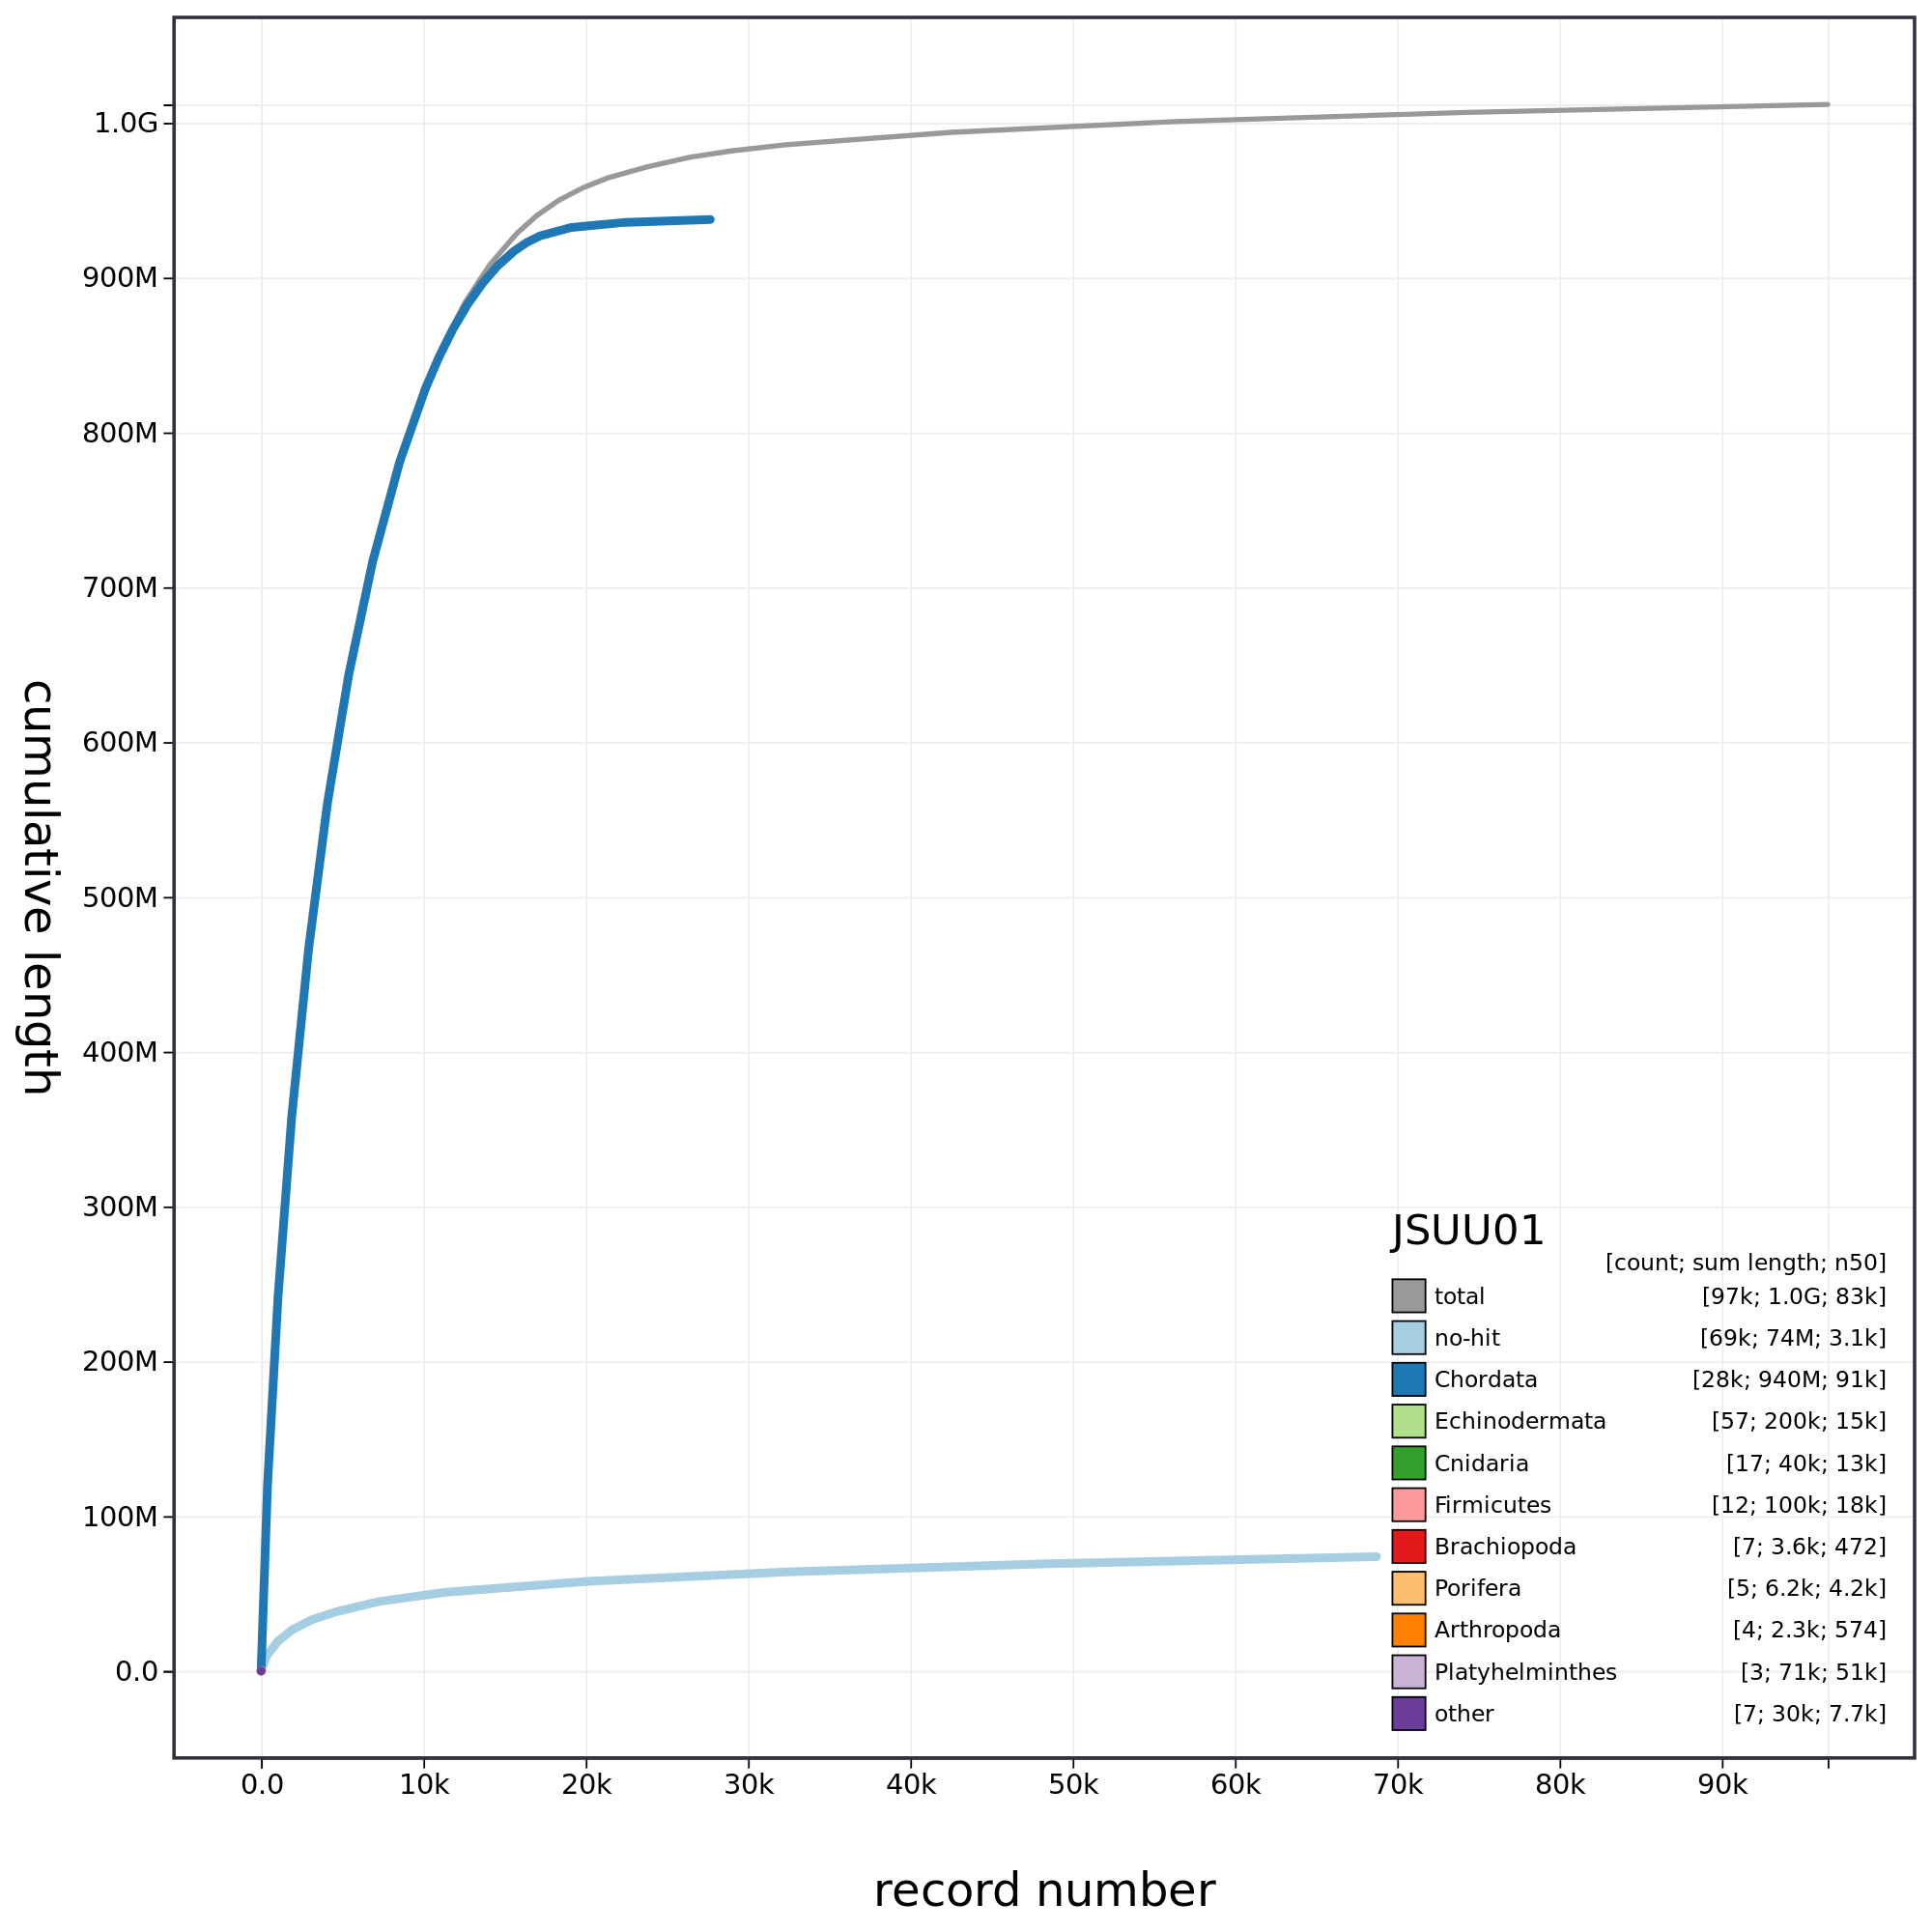 1.0G
900M
800M
700M
600M
500M
400M
300M
200M
100M
0.0
cumulative length
JSUU01
[count; sum length; n50]
total [97k; 1.0G; 83k]
no-hit [69k; 74M; 3.1k]
Chordata [28k; 940M; 91k]
Echinodermata [57; 200k; 15k]
Cnidaria [17; 40k; 13k]
Firmicutes [12; 100k; 18k]
Brachiopoda [7; 3.6k; 472]
Porifera [5; 6.2k; 4.2k]
Arthropoda [4; 2.3k; 574]
Platyhelminthes [3; 71k; 51k]
other [7; 30k; 7.7k]
0.0 10k 20k 30k 40k 50k 60k 70k 80k 90k
record number